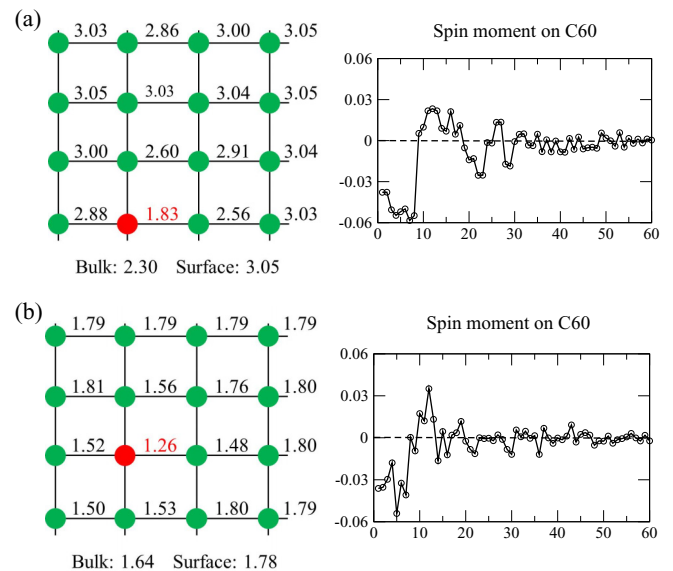 (a)
3.03 2.86 3.00 3.05
3.05 3.03 3.04 3.05
3.00 2.60 2.91 3.04
2.88 1.83 2.56 3.03
Bulk: 2.30 Surface: 3.05
Spin moment on C60
0.06
0.03
0
-0.03
-0.06
0 10 20 30 40 50 60
(b)
1.79 1.79 1.79 1.79
1.81 1.56 1.76 1.80
1.52 1.26 1.48 1.80
1.50 1.53 1.80 1.79
Bulk: 1.64 Surface: 1.78
Spin moment on C60
0.06
0.03
0
-0.03
-0.06
0 10 20 30 40 50 60